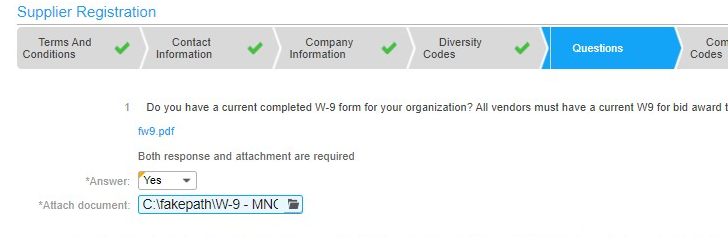 Supplier Registration
Terms And Conditions
Contact Information
Company Information
Diversity Codes
Questions
Com
Codes
1 Do you have a current completed W-9 form for your organization? All vendors must have a current W9 for bid award t
fw9.pdf
Both response and attachment are required
*Answer: Yes
*Attach document: C:\fakepath\W-9 - MNC